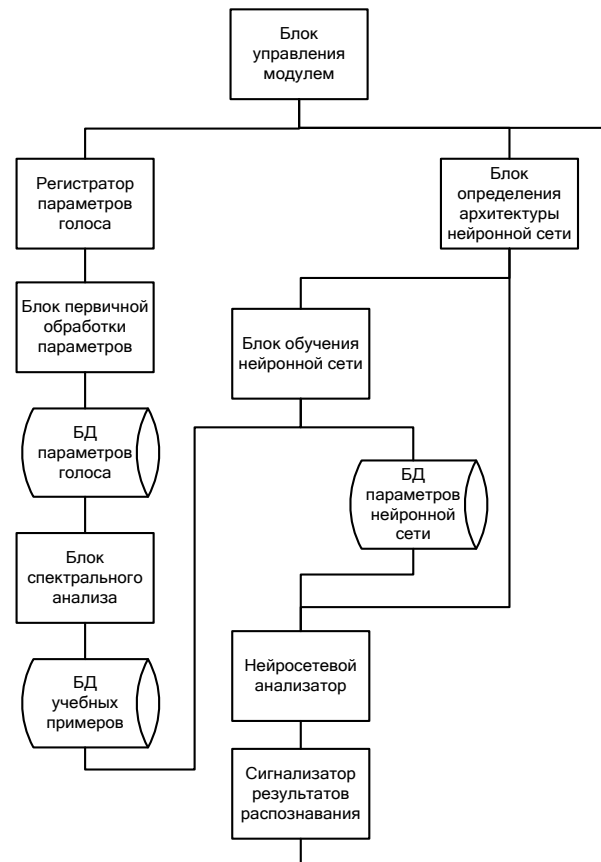 Блок
управления
модулем
Регистратор
параметров
голоса
Блок
определения
архитектуры
нейронной сети
Блок первичной
обработки
параметров
Блок обучения
нейронной сети
БД
параметров
голоса
БД
параметров
нейронной
сети
Блок
спектрального
анализа
Нейросетевой
анализатор
БД
учебных
примеров
Сигнализатор
результатов
распознавания